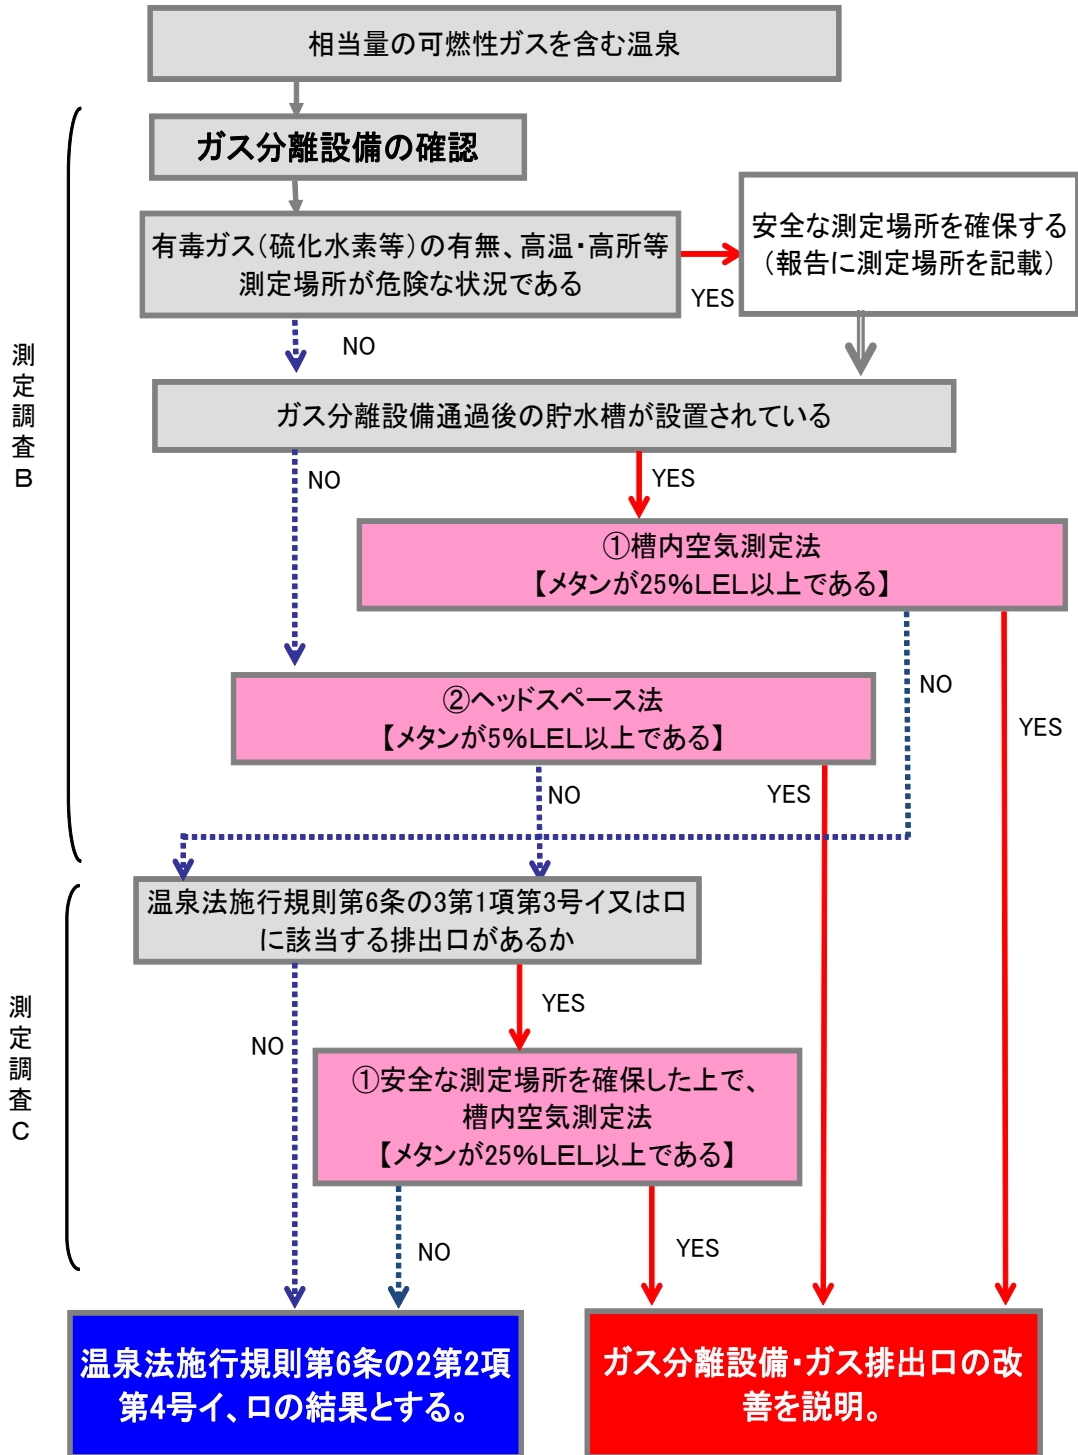 相当量の可燃性ガスを含む温泉
ガス分離設備の確認
有毒ガス（硫化水素等）の有無、高温・高所等
測定場所が危険な状況である
YES
安全な測定場所を確保する
（報告に測定場所を記載）
NO
測定調査B
ガス分離設備通過後の貯水槽が設置されている
NO
YES
①槽内空気測定法
【メタンが25%LEL以上である】
NO
YES
②ヘッドスペース法
【メタンが5%LEL以上である】
NO
YES
温泉法施行規則第6条の3第1項第3号イ又はロ
に該当する排出口があるか
測定調査C
NO
YES
①安全な測定場所を確保した上で、
槽内空気測定法
【メタンが25%LEL以上である】
NO
YES
温泉法施行規則第6条の2第2項
第4号イ、ロの結果とする。
ガス分離設備・ガス排出口の改
善を説明。